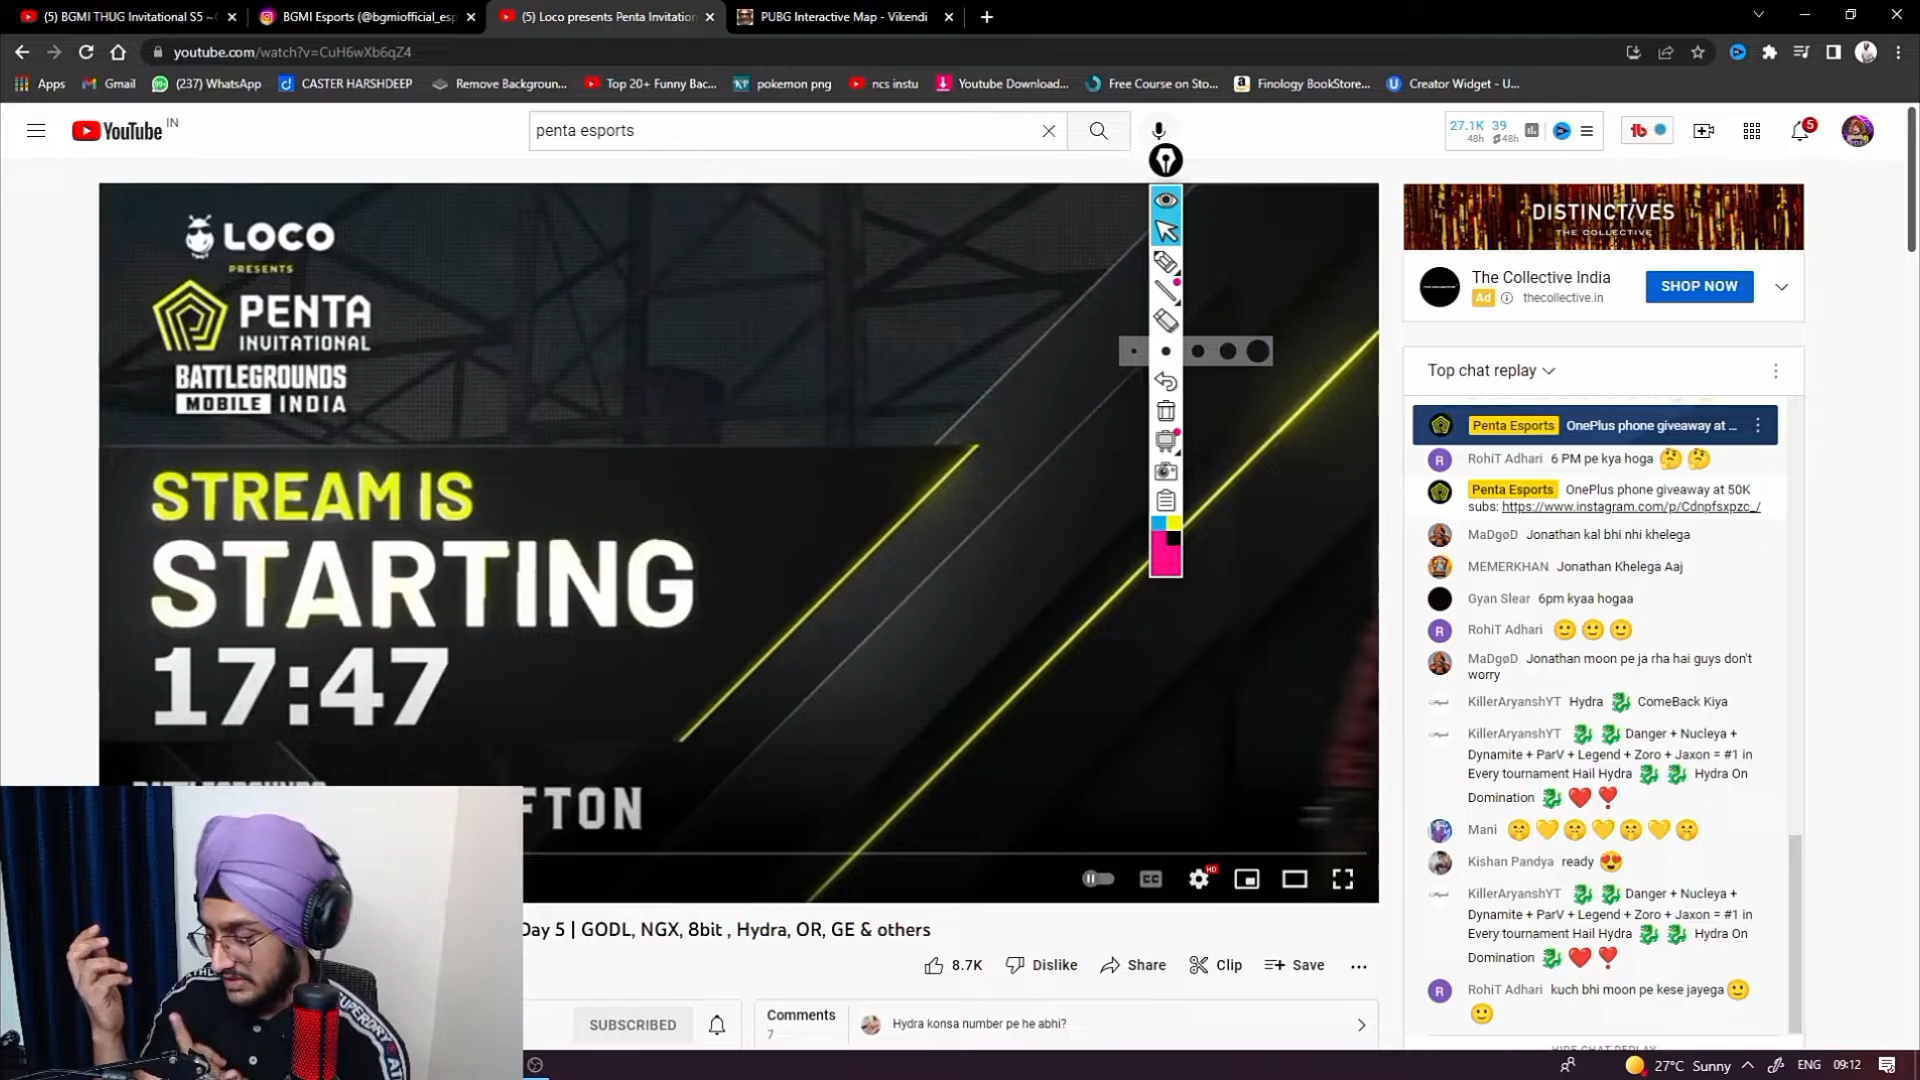 (5) BGMI THUG Invitational S5 ~
BGMI Esports (@bgmiofficial_esp
(5) Loco presents Penta Invitation
PUBG Interactive Map - Vikendi
youtube.com/watch?v=CuH6wXb6qZ4
Apps
Gmail
(237) WhatsApp
CASTER HARSHDEEP
Remove Backgroun...
Top 20+ Funny Bac...
pokemon png
ncs instu
Youtube Download...
Free Course on Sto...
Finology BookStore...
Creator Widget - U...
YouTube IN
penta esports
27.1K 39
48h 48h
tb
5
LOCO
PRESENTS
PENTA
INVITATIONAL
BATTLEGROUNDS
MOBILE INDIA
STREAM IS
STARTING
17:47
FTON
CC
HD
Day 5 | GODL, NGX, 8bit , Hydra, OR, GE & others
8.7K Dislike Share Clip Save
SUBSCRIBED
Comments
7
Hydra konsa number pe he abhi?
DISTINCTIVES
THE COLLECTIVE
The Collective India
Ad thecollective.in
SHOP NOW
Top chat replay
Penta Esports OnePlus phone giveaway at ...
RohiT Adhari 6 PM pe kya hoga 🤔 🤔
Penta Esports OnePlus phone giveaway at 50K
subs: https://www.instagram.com/p/Cdnpfsxpzc_/
MaDgøD Jonathan kal bhi nhi khelega
MEMERKHAN Jonathan Khelega Aaj
Gyan Slear 6pm kyaa hogaa
RohiT Adhari 🙂 🙂 🙂
MaDgøD Jonathan moon pe ja rha hai guys don't
worry
KillerAryanshYT Hydra 🐉 ComeBack Kiya
KillerAryanshYT 🐉 🐉 Danger + Nucleya +
Dynamite + ParV + Legend + Zoro + Jaxon = #1 in
Every tournament Hail Hydra 🐉 🐉 Hydra On
Domination 🐉 ❤️ ❣️
Mani 🤫 💛 🤫 💛 🤫 💛 🤫
Kishan Pandya ready 😍
KillerAryanshYT 🐉 🐉 Danger + Nucleya +
Dynamite + ParV + Legend + Zoro + Jaxon = #1 in
Every tournament Hail Hydra 🐉 🐉 Hydra On
Domination 🐉 ❤️ ❣️
RohiT Adhari kuch bhi moon pe kese jayega 🙂
🙂
HIDE CHAT REPLAY
27°C Sunny
ENG
09:12